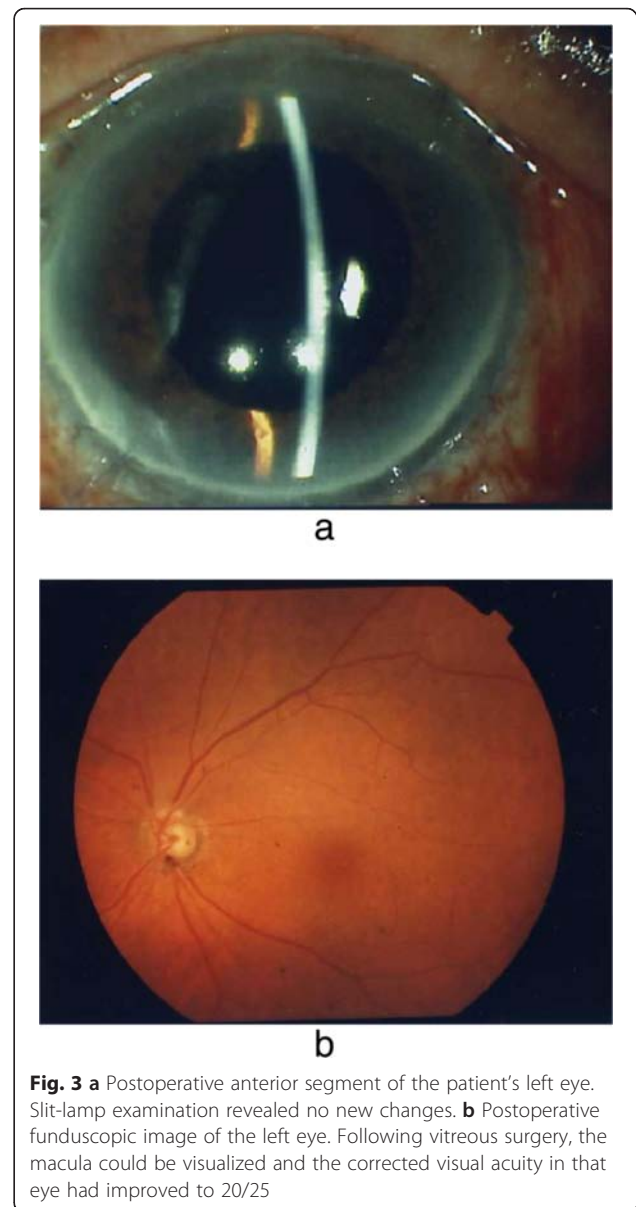 a
b
Fig. 3 a Postoperative anterior segment of the patient's left eye.
Slit-lamp examination revealed no new changes. b Postoperative
funduscopic image of the left eye. Following vitreous surgery, the
macula could be visualized and the corrected visual acuity in that
eye had improved to 20/25